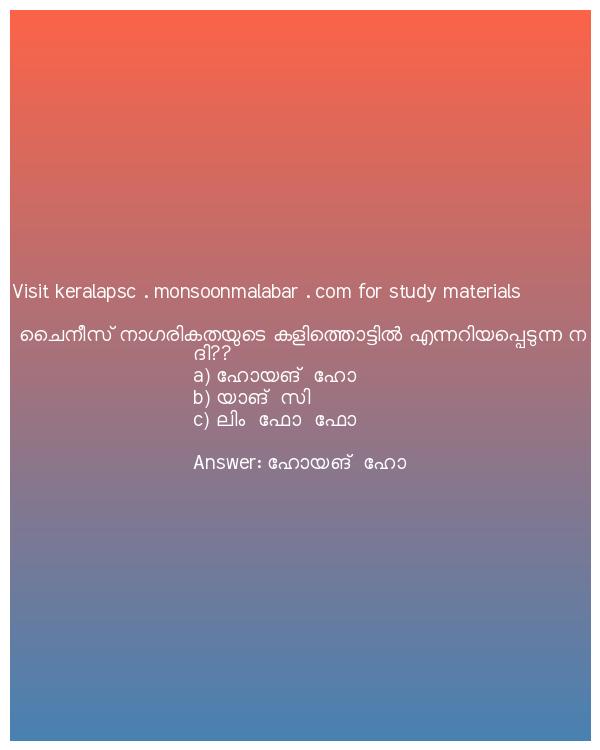 Visit keralapsc . monsoonmalabar . com for study materials
ചൈനീസ് നാഗരികതയുടെ കളിത്തൊട്ടിൽ എന്നറിയപ്പെടുന്ന ന
ദി??
a) ഹോയങ് ഹോ
b) യാങ് സി
c) ലിം ഫോ ഫോ
Answer: ഹോയങ് ഹോ